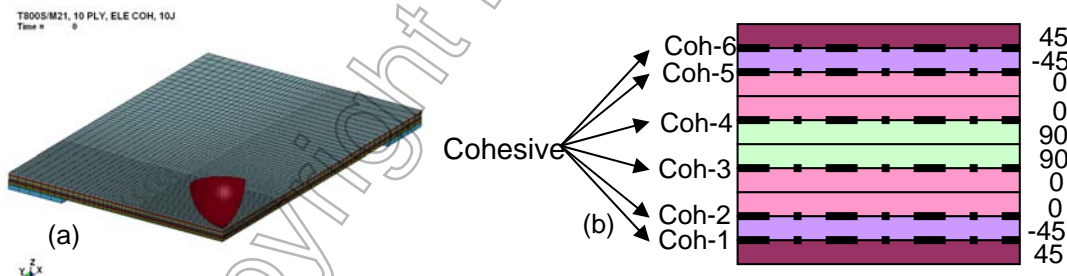 T800S/M21, 10 PLY, ELE COH, 10J
Time = 0
(a)
Z
Y X
Cohesive
Coh-6
Coh-5
Coh-4
Coh-3
Coh-2
Coh-1
(b)
45
-45
0
0
90
90
0
0
-45
45
opyright